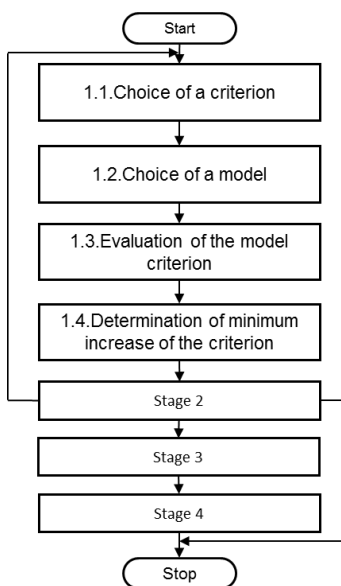 Start
1.1.Choice of a criterion
1.2.Choice of a model
1.3.Evaluation of the model
criterion
1.4.Determination of minimum
increase of the criterion
Stage 2
Stage 3
Stage 4
Stop